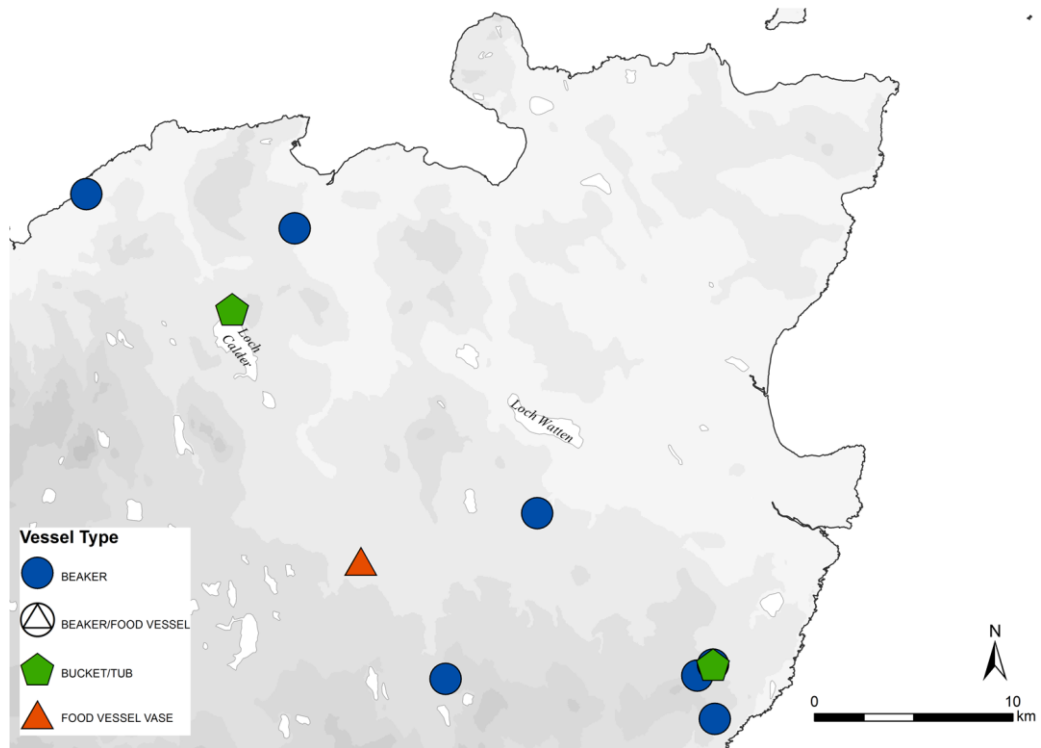 Loch
Calder
Loch Watten
Vessel Type
BEAKER
BEAKER/FOOD VESSEL
BUCKET/TUB
FOOD VESSEL VASE
N
0 10
km